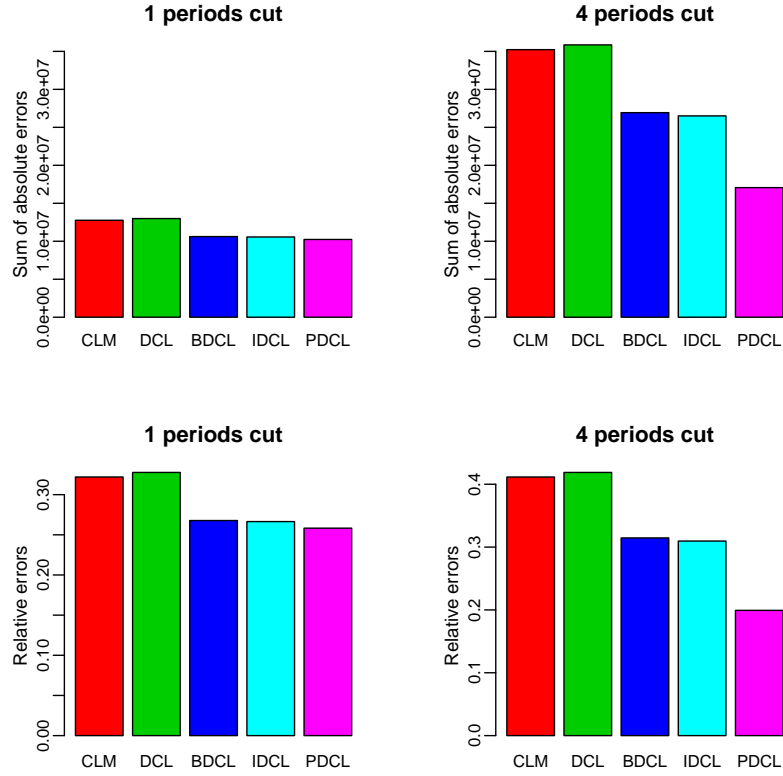 1 periods cut
Sum of absolute errors
0.0e+00 1.0e+07 2.0e+07 3.0e+07
CLM DCL BDCL IDCL PDCL
4 periods cut
Sum of absolute errors
0.0e+00 1.0e+07 2.0e+07 3.0e+07
CLM DCL BDCL IDCL PDCL
1 periods cut
Relative errors
0.00 0.10 0.20 0.30
CLM DCL BDCL IDCL PDCL
4 periods cut
Relative errors
0.0 0.1 0.2 0.3 0.4
CLM DCL BDCL IDCL PDCL